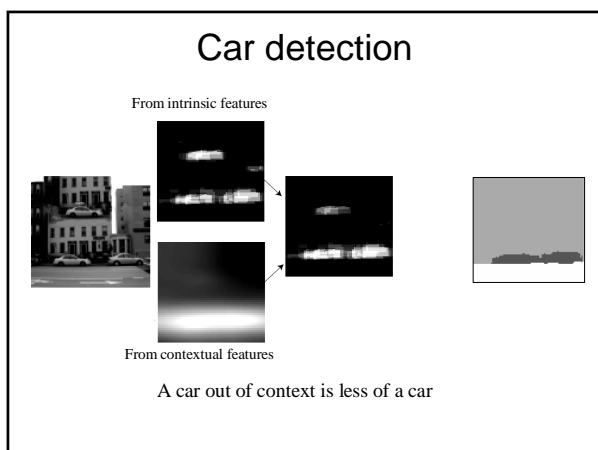 Car detection
From intrinsic features
From contextual features
A car out of context is less of a car